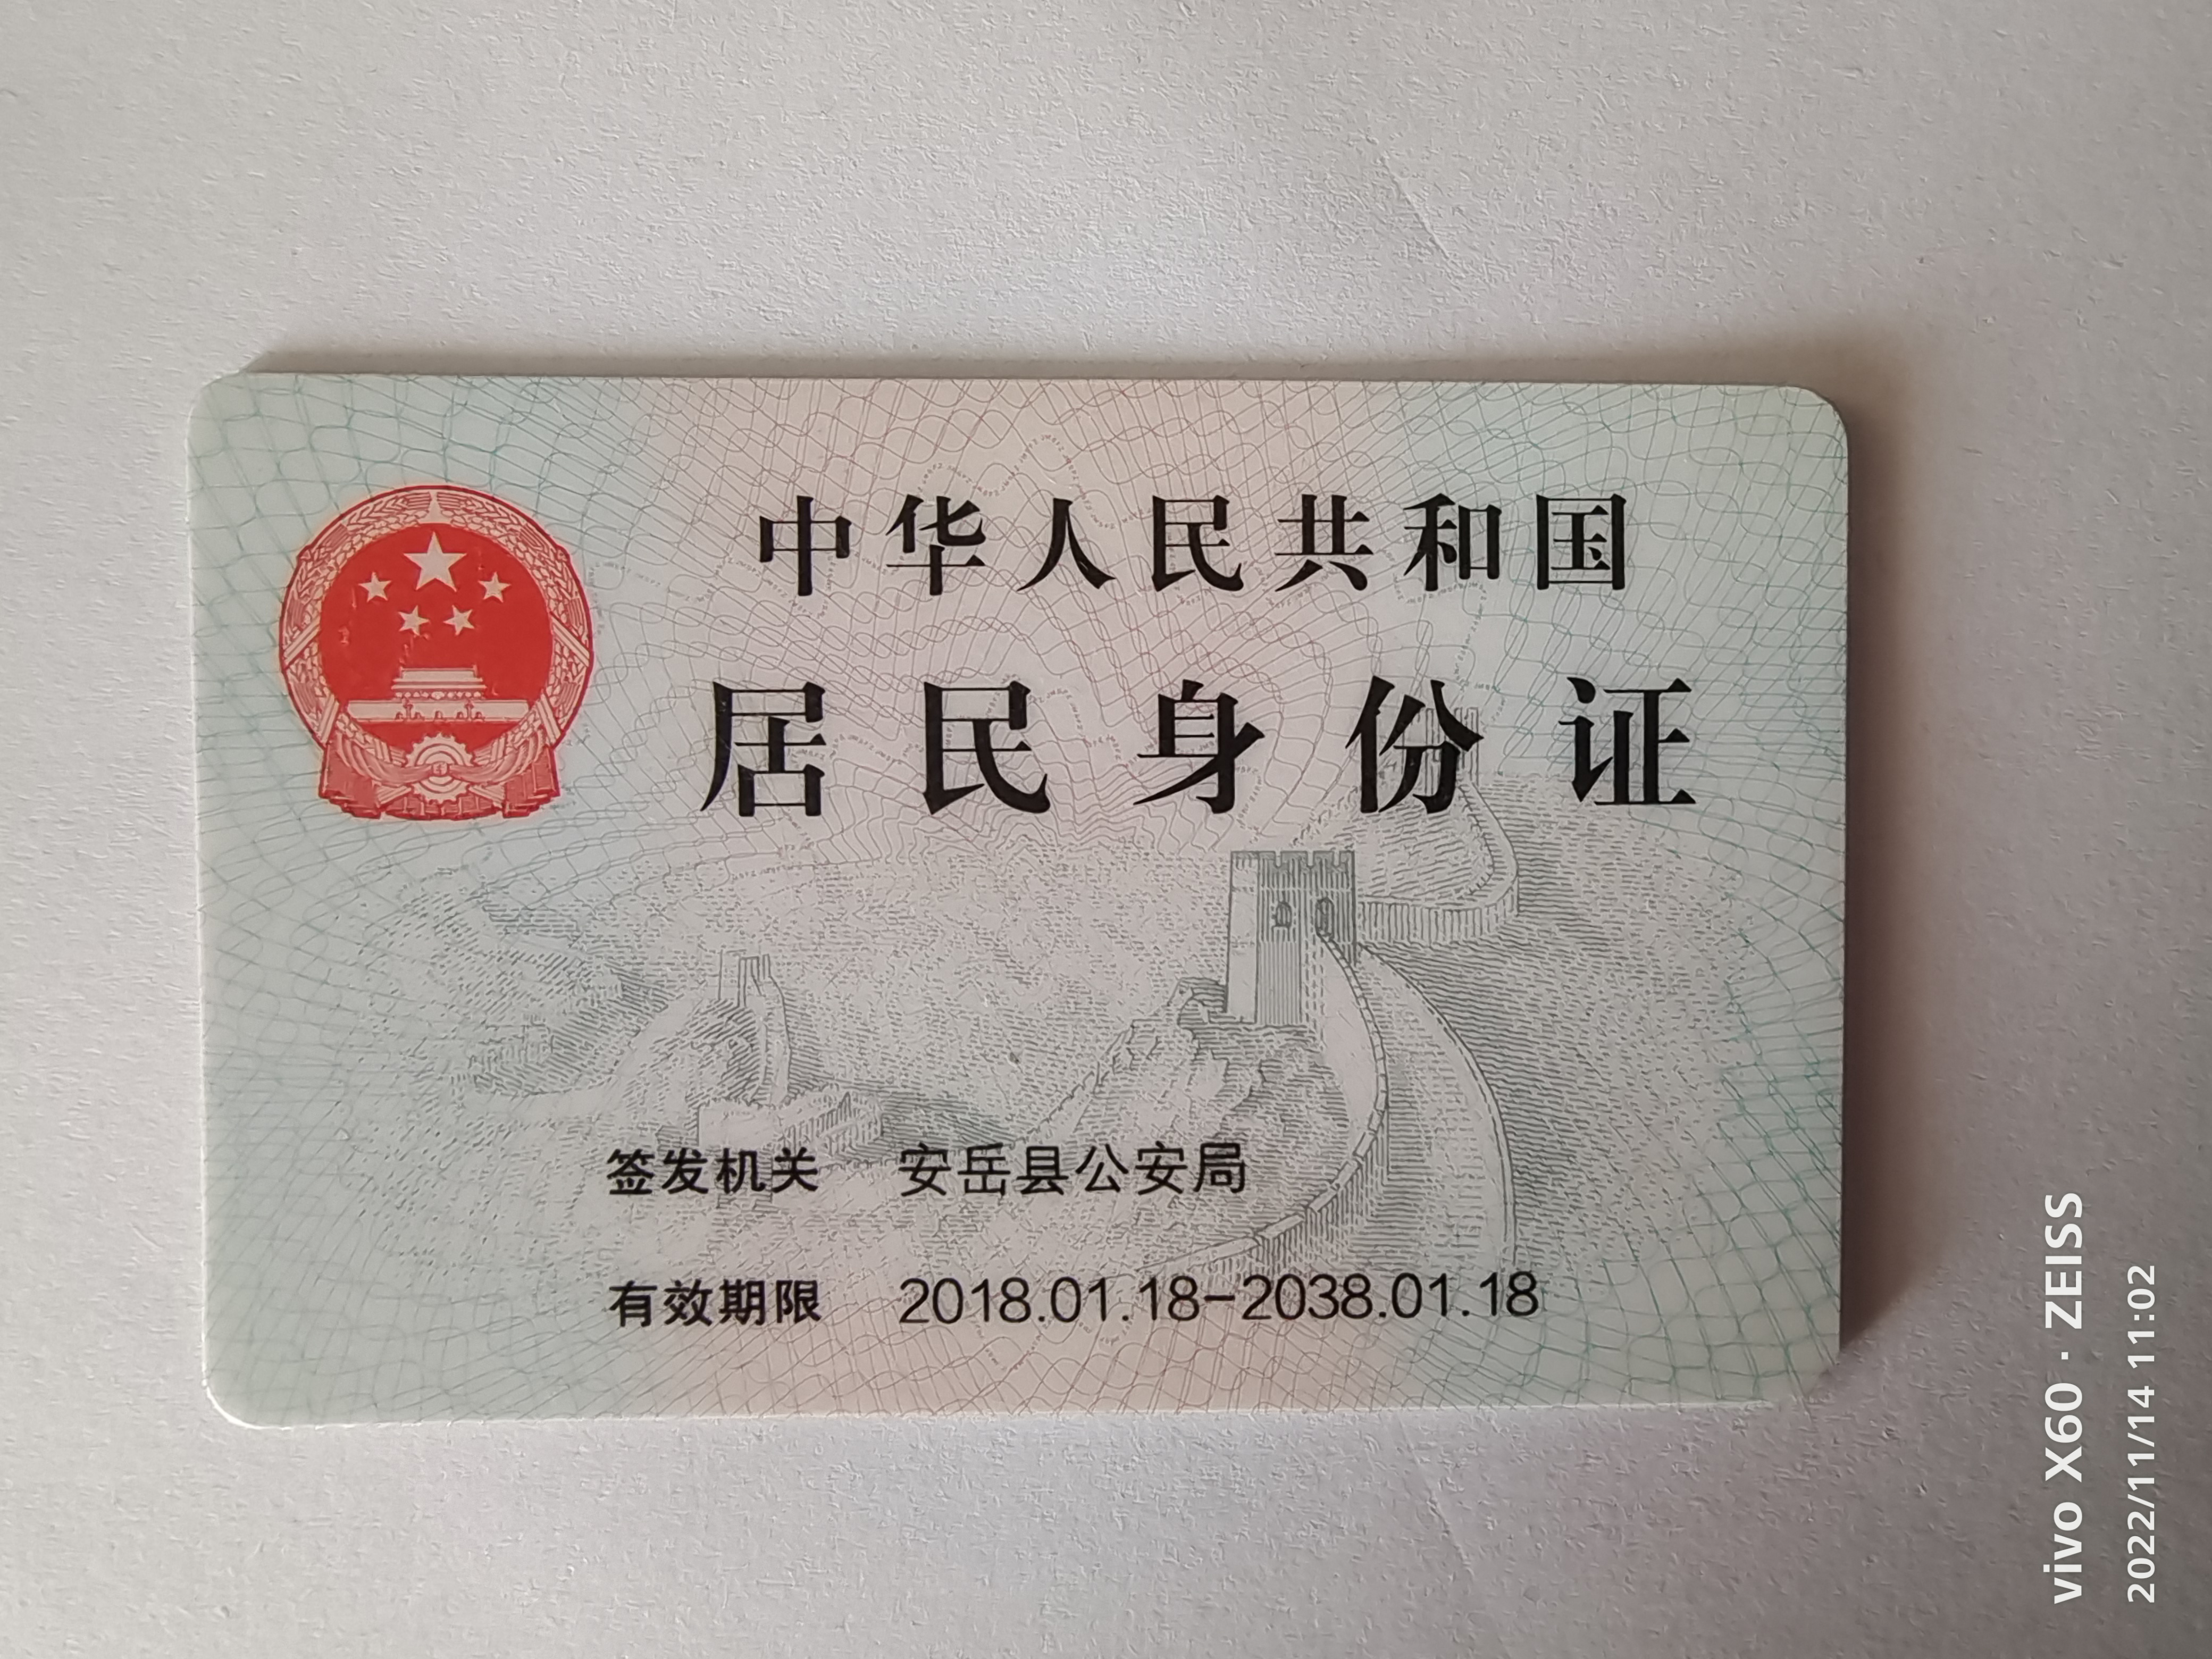 中华人民共和国
居民身份证
签发机关 安岳县公安局
有效期限 2018.01.18-2038.01.18
vivo X60 · ZEISS
2022/11/14 11:02